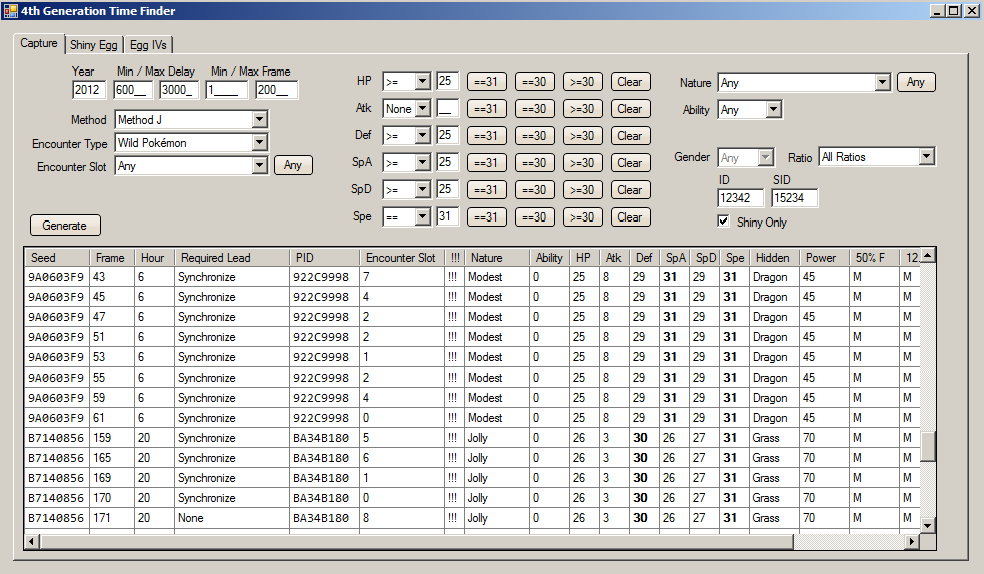 4th Generation Time Finder
Capture Shiny Egg Egg IVs
Year Min / Max Delay Min / Max Frame
2012 600__ 3000_ 1____ 200__
Method Method J
Encounter Type Wild Pokémon
Encounter Slot Any Any
Generate
HP >= 25 ==31 ==30 >=30 Clear
Atk None __ ==31 ==30 >=30 Clear
Def >= 25 ==31 ==30 >=30 Clear
SpA >= 25 ==31 ==30 >=30 Clear
SpD >= 25 ==31 ==30 >=30 Clear
Spe == 31 ==31 ==30 >=30 Clear
Nature Any Any
Ability Any
Gender Any Ratio All Ratios
ID SID
12342 15234
Shiny Only
Seed Frame Hour Required Lead PID Encounter Slot !!! Nature Ability HP Atk Def SpA SpD Spe Hidden Power 50% F 12.
9A0603F9 43 6 Synchronize 922C9998 7 !!! Modest 0 25 8 29 31 29 31 Dragon 45 M M
9A0603F9 45 6 Synchronize 922C9998 4 !!! Modest 0 25 8 29 31 29 31 Dragon 45 M M
9A0603F9 47 6 Synchronize 922C9998 2 !!! Modest 0 25 8 29 31 29 31 Dragon 45 M M
9A0603F9 51 6 Synchronize 922C9998 2 !!! Modest 0 25 8 29 31 29 31 Dragon 45 M M
9A0603F9 53 6 Synchronize 922C9998 1 !!! Modest 0 25 8 29 31 29 31 Dragon 45 M M
9A0603F9 55 6 Synchronize 922C9998 2 !!! Modest 0 25 8 29 31 29 31 Dragon 45 M M
9A0603F9 59 6 Synchronize 922C9998 4 !!! Modest 0 25 8 29 31 29 31 Dragon 45 M M
9A0603F9 61 6 Synchronize 922C9998 0 !!! Modest 0 25 8 29 31 29 31 Dragon 45 M M
B7140856 159 20 Synchronize BA34B180 5 !!! Jolly 0 26 3 30 26 27 31 Grass 70 M M
B7140856 165 20 Synchronize BA34B180 6 !!! Jolly 0 26 3 30 26 27 31 Grass 70 M M
B7140856 169 20 Synchronize BA34B180 1 !!! Jolly 0 26 3 30 26 27 31 Grass 70 M M
B7140856 170 20 Synchronize BA34B180 0 !!! Jolly 0 26 3 30 26 27 31 Grass 70 M M
B7140856 171 20 None BA34B180 8 !!! Jolly 0 26 3 30 26 27 31 Grass 70 M M